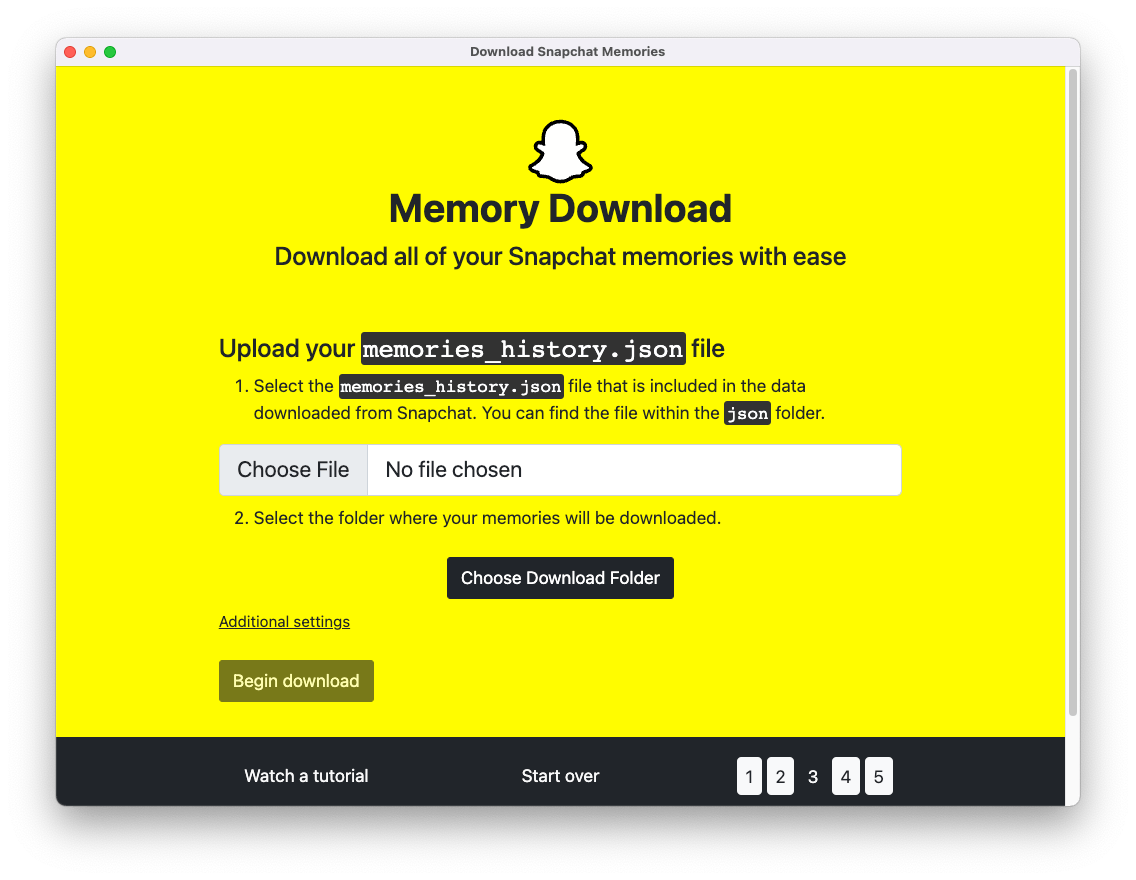 Download Snapchat Memories
Memory Download
Download all of your Snapchat memories with ease
Upload your memories_history.json file
1. Select the memories_history.json file that is included in the data
downloaded from Snapchat. You can find the file within the json folder.
Choose File No file chosen
2. Select the folder where your memories will be downloaded.
Choose Download Folder
Additional settings
Begin download
Watch a tutorial Start over 1 2 3 4 5